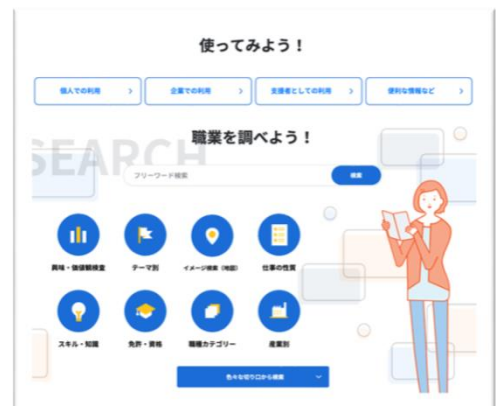 使ってみよう！
個人での利用
企業での利用
支援者としての利用
便利な情報など
職業を調べよう！
SEARCH
フリーワード検索
検索
興味・価値観検査
テーマ別
イメージ検索（地図）
仕事の性質
スキル・知識
免許・資格
職種カテゴリー
産業別
色々な切り口から検索